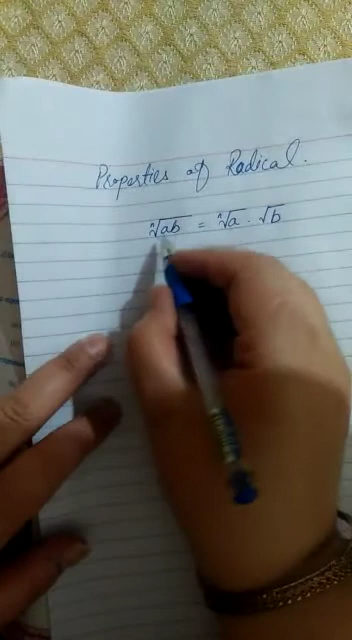 Properties of Radical.
ⁿ√ab = ⁿ√a . √b